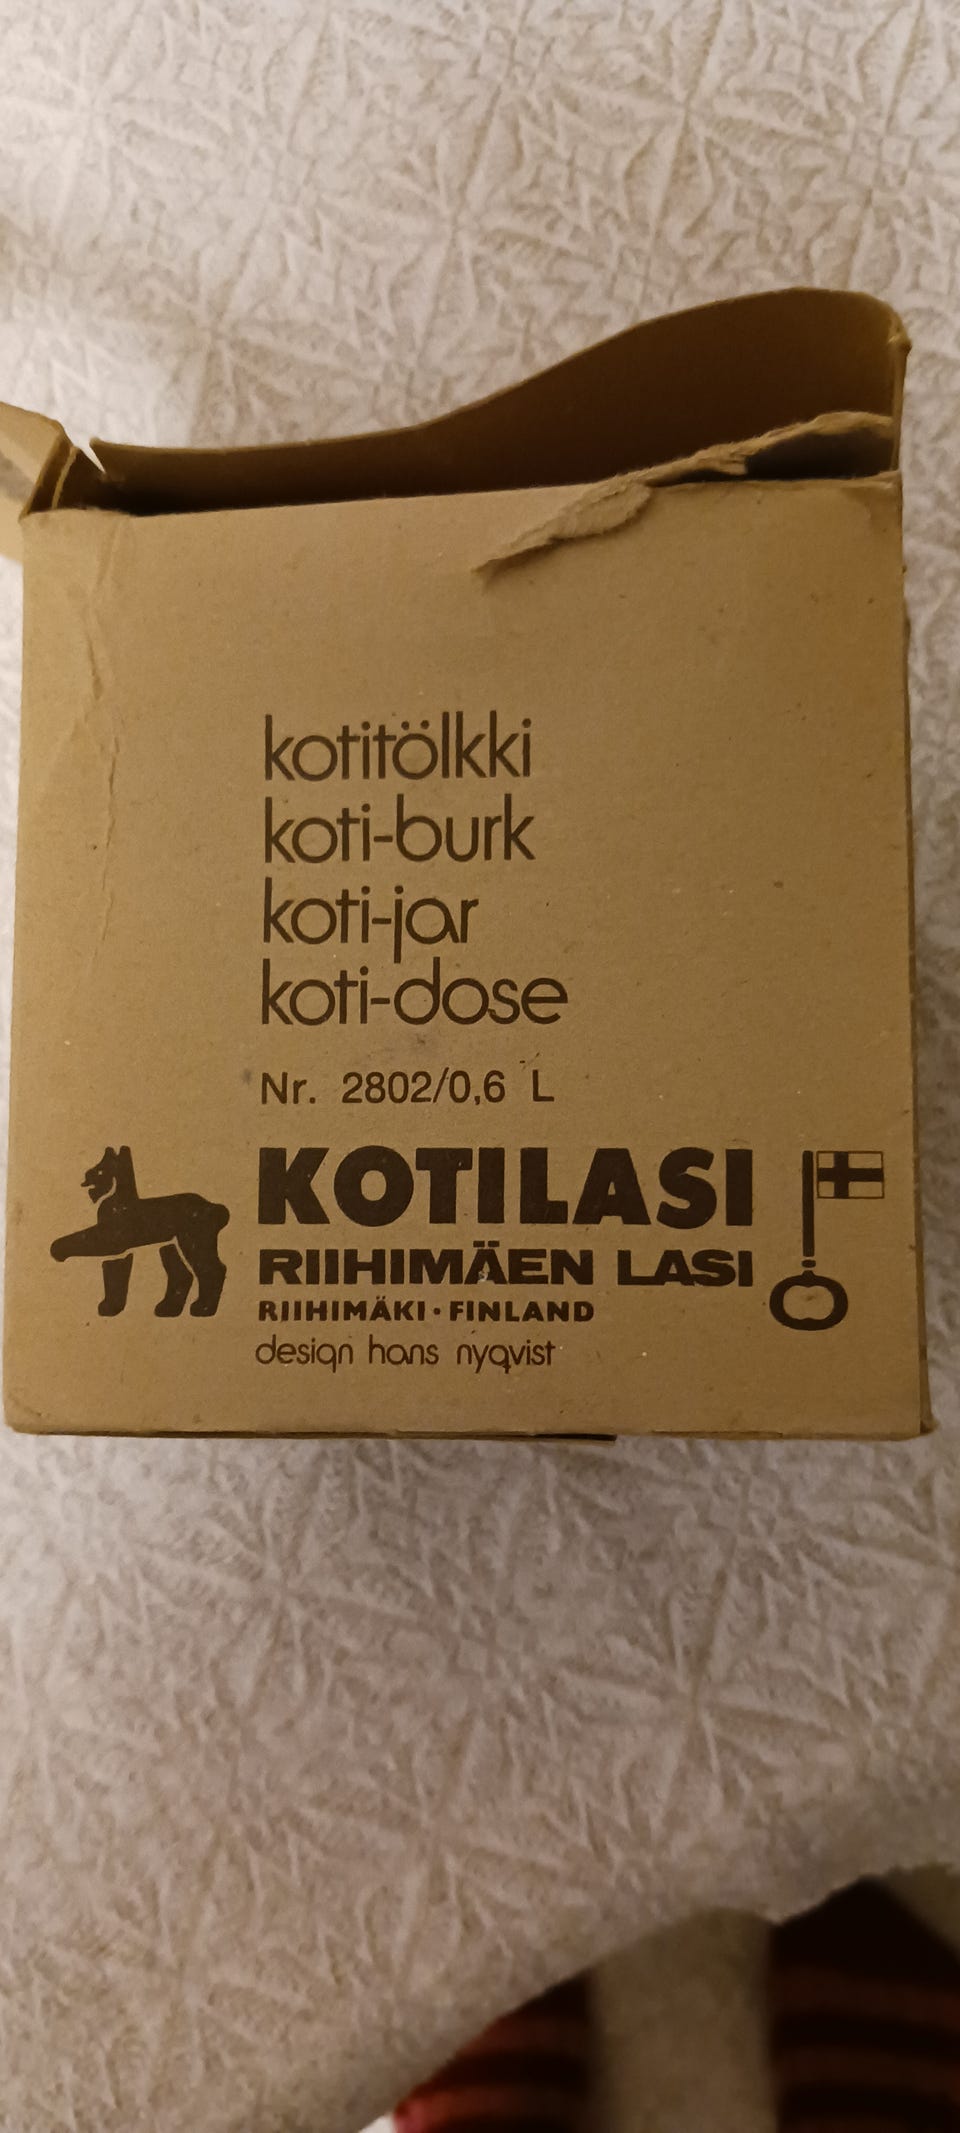 kotitölkki
koti-burk
koti-jar
koti-dose
Nr. 2802/0,6 L
KOTILASI
RIIHIMÄEN LASI
RIIHIMÄKI • FINLAND
design hans nyqvist